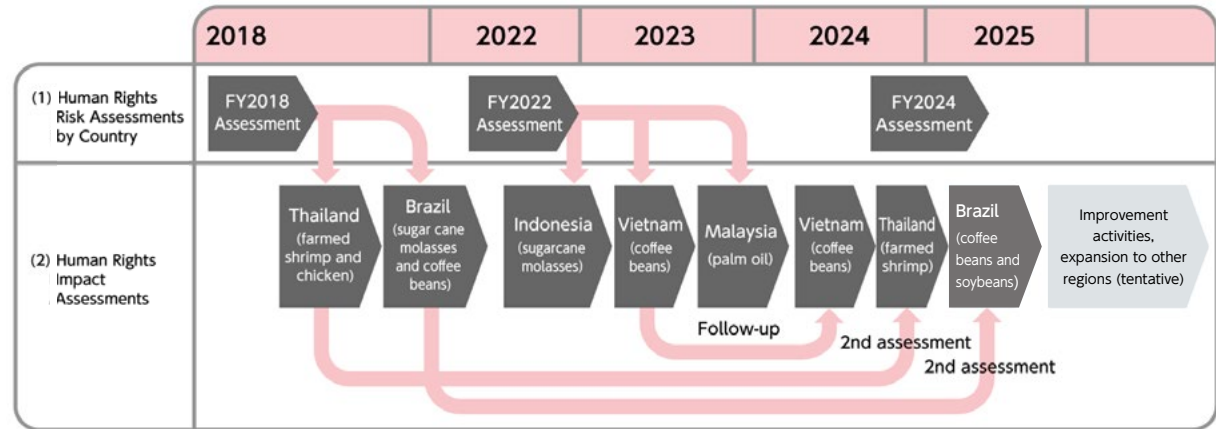 2018 2022 2023 2024 2025
(1) Human Rights
Risk Assessments
by Country
FY2018
Assessment
FY2022
Assessment
FY2024
Assessment
(2) Human Rights
Impact
Assessments
Thailand
(farmed
shrimp and
chicken)
Brazil
(sugar cane
molasses
and coffee
beans)
Indonesia
(sugarcane
molasses)
Vietnam
(coffee
beans)
Malaysia
(palm oil)
Vietnam
(coffee
beans)
Thailand
(farmed
shrimp)
Brazil
(coffee
beans and
soybeans)
Improvement
activities,
expansion to other
regions (tentative)
Follow-up
2nd assessment
2nd assessment